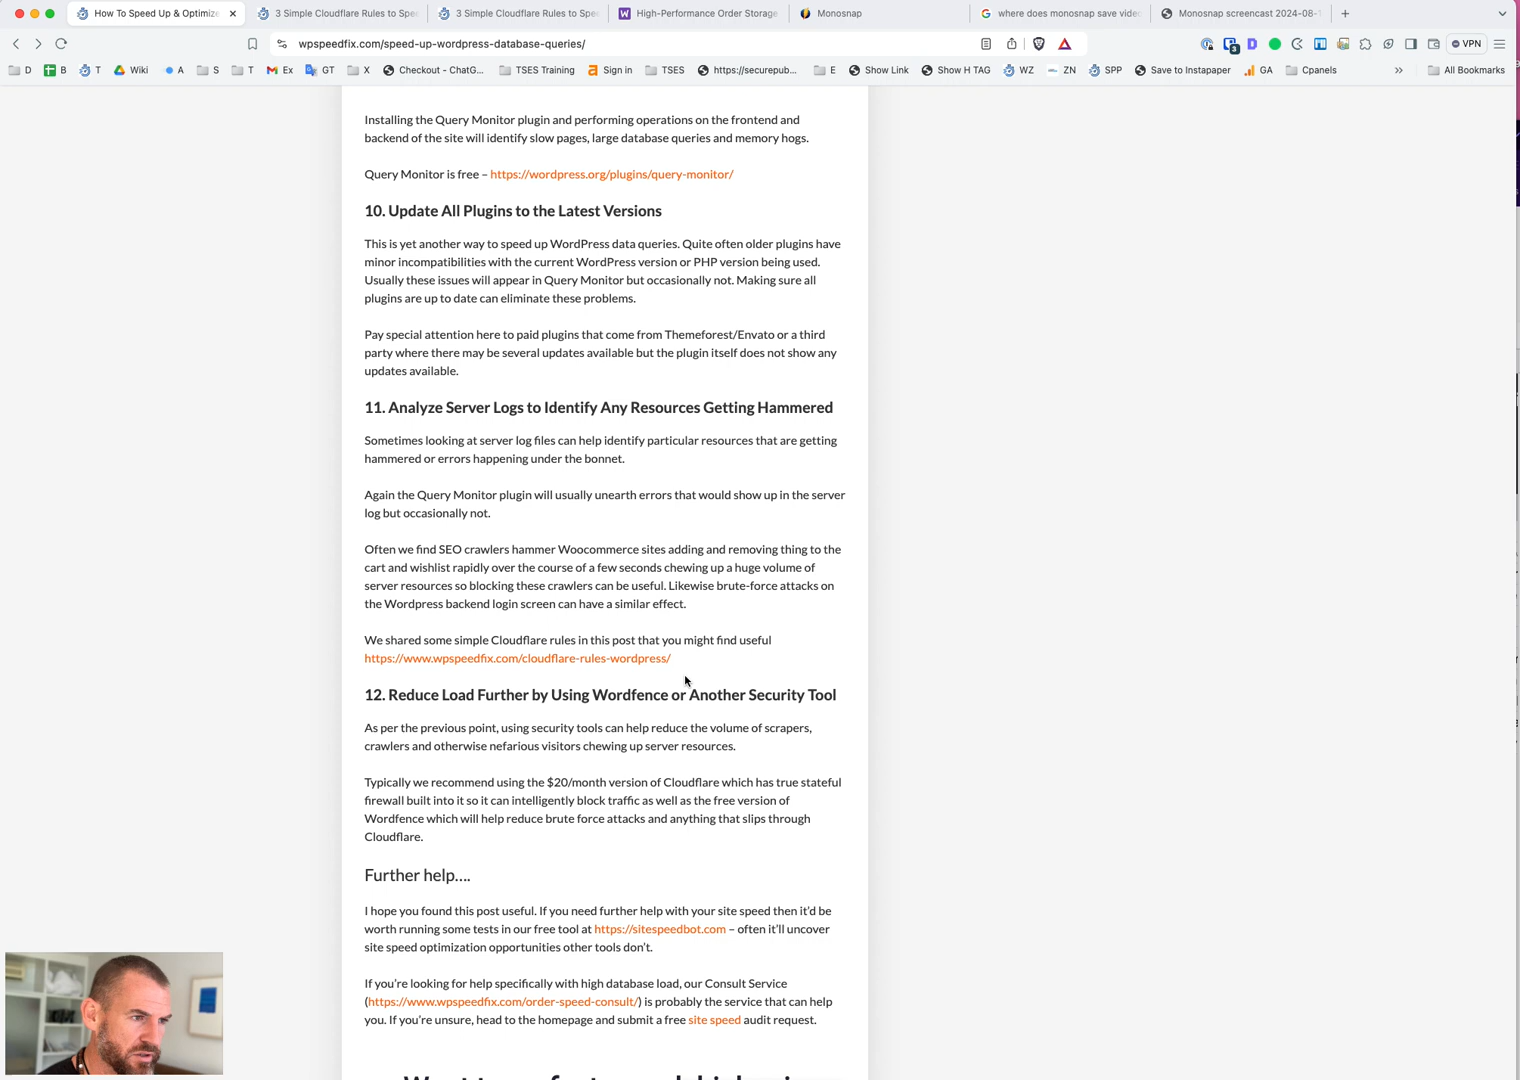 How To Speed Up & Optimize
3 Simple Cloudflare Rules to Spe
3 Simple Cloudflare Rules to Spe
High-Performance Order Storage
Monosnap
where does monosnap save video
Monosnap screencast 2024-08-1
wpspeedfix.com/speed-up-wordpress-database-queries/
3
VPN
D
B
T
Wiki
A
S
T
Ex
GT
X
Checkout - ChatG...
TSES Training
Sign in
TSES
https://securepub...
E
Show Link
Show H TAG
WZ
ZN
SPP
Save to Instapaper
GA
Cpanels
All Bookmarks
Installing the Query Monitor plugin and performing operations on the frontend and
backend of the site will identify slow pages, large database queries and memory hogs.
Query Monitor is free – https://wordpress.org/plugins/query-monitor/
10. Update All Plugins to the Latest Versions
This is yet another way to speed up WordPress data queries. Quite often older plugins have
minor incompatibilities with the current WordPress version or PHP version being used.
Usually these issues will appear in Query Monitor but occasionally not. Making sure all
plugins are up to date can eliminate these problems.
Pay special attention here to paid plugins that come from Themeforest/Envato or a third
party where there may be several updates available but the plugin itself does not show any
updates available.
11. Analyze Server Logs to Identify Any Resources Getting Hammered
Sometimes looking at server log files can help identify particular resources that are getting
hammered or errors happening under the bonnet.
Again the Query Monitor plugin will usually unearth errors that would show up in the server
log but occasionally not.
Often we find SEO crawlers hammer Woocommerce sites adding and removing thing to the
cart and wishlist rapidly over the course of a few seconds chewing up a huge volume of
server resources so blocking these crawlers can be useful. Likewise brute-force attacks on
the Wordpress backend login screen can have a similar effect.
We shared some simple Cloudflare rules in this post that you might find useful
https://www.wpspeedfix.com/cloudflare-rules-wordpress/
12. Reduce Load Further by Using Wordfence or Another Security Tool
As per the previous point, using security tools can help reduce the volume of scrapers,
crawlers and otherwise nefarious visitors chewing up server resources.
Typically we recommend using the $20/month version of Cloudflare which has true stateful
firewall built into it so it can intelligently block traffic as well as the free version of
Wordfence which will help reduce brute force attacks and anything that slips through
Cloudflare.
Further help….
I hope you found this post useful. If you need further help with your site speed then it'd be
worth running some tests in our free tool at https://sitespeedbot.com – often it'll uncover
site speed optimization opportunities other tools don't.
If you're looking for help specifically with high database load, our Consult Service
(https://www.wpspeedfix.com/order-speed-consult/) is probably the service that can help
you. If you're unsure, head to the homepage and submit a free site speed audit request.